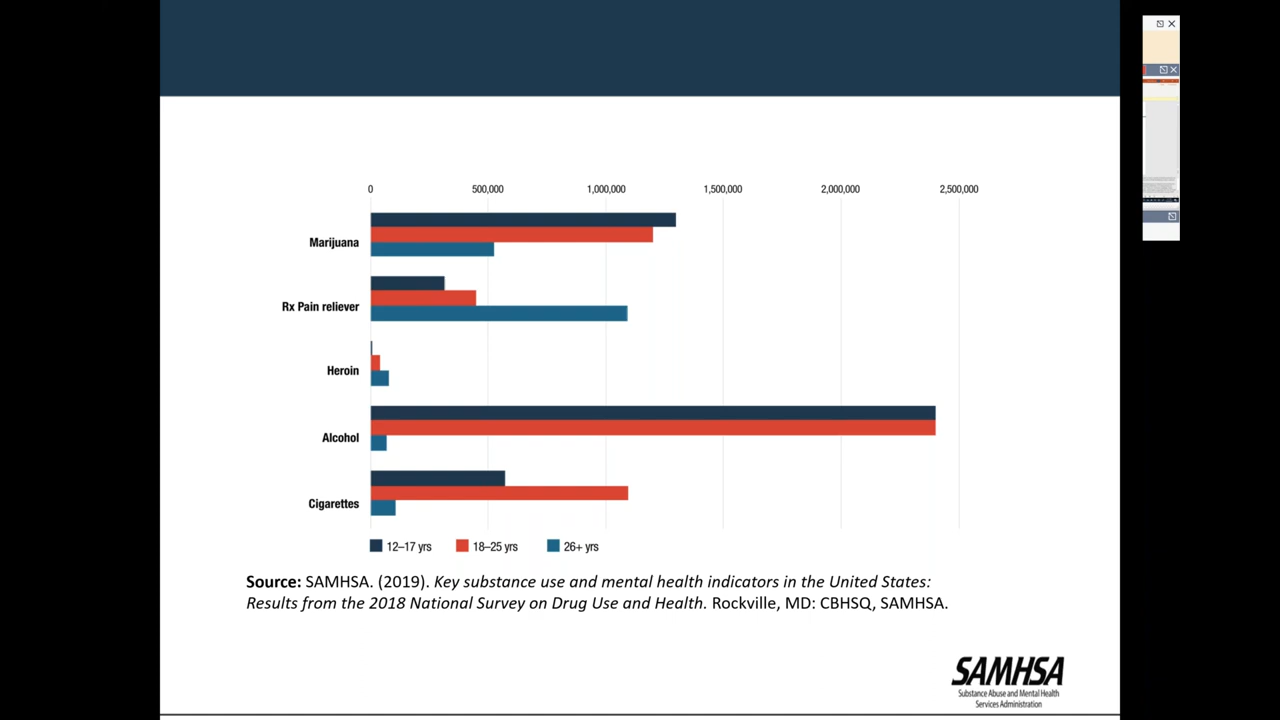 0 500,000 1,000,000 1,500,000 2,000,000 2,500,000
Marijuana
Rx Pain reliever
Heroin
Alcohol
Cigarettes
12–17 yrs 18–25 yrs 26+ yrs
Source: SAMHSA. (2019). Key substance use and mental health indicators in the United States:
Results from the 2018 National Survey on Drug Use and Health. Rockville, MD: CBHSQ, SAMHSA.
SAMHSA
Substance Abuse and Mental Health
Services Administration